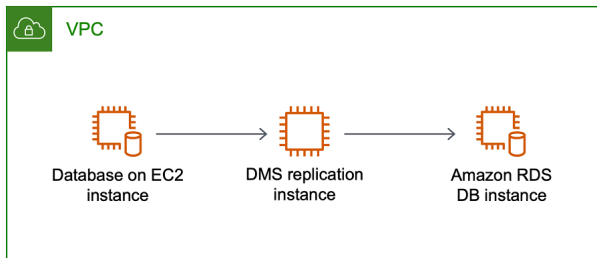 VPC
Database on EC2
instance
DMS replication
instance
Amazon RDS
DB instance